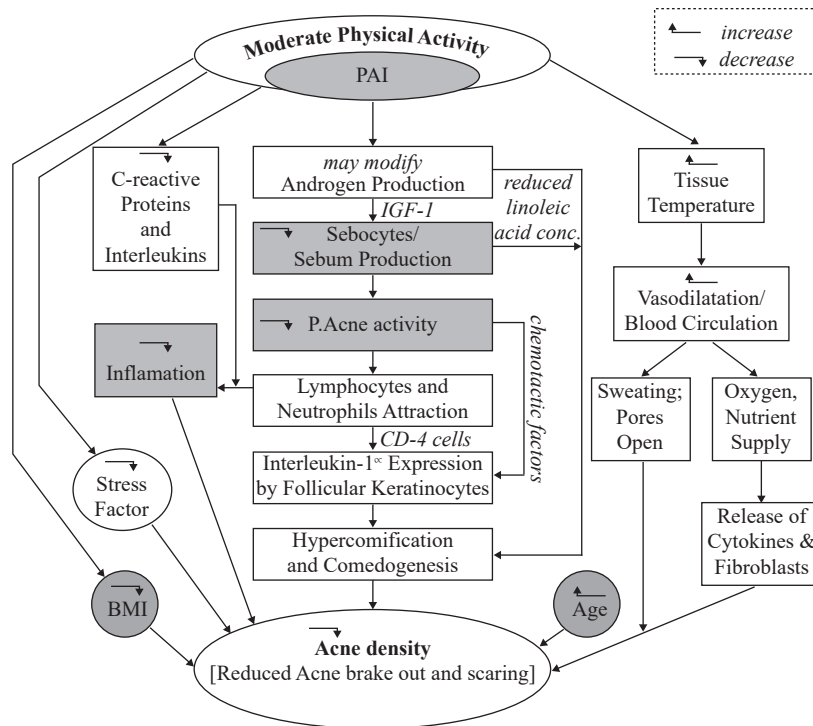 Moderate Physical Activity
PAI
increase
decrease
C-reactive
Proteins
and
Interleukins
may modify
Androgen Production
IGF-1
reduced
linoleic
acid conc.
Tissue
Temperature
Sebocytes/
Sebum Production
Vasodilatation/
Blood Circulation
P.Acne activity
chemotactic factors
Inflamation
Lymphocytes and
Neutrophils Attraction
CD-4 cells
Sweating;
Pores
Open
Oxygen,
Nutrient
Supply
Interleukin-1∝ Expression
by Follicular Keratinocytes
Stress
Factor
Hypercomification
and Comedogenesis
Release of
Cytokines &
Fibroblasts
BMI
Age
Acne density
[Reduced Acne brake out and scaring]